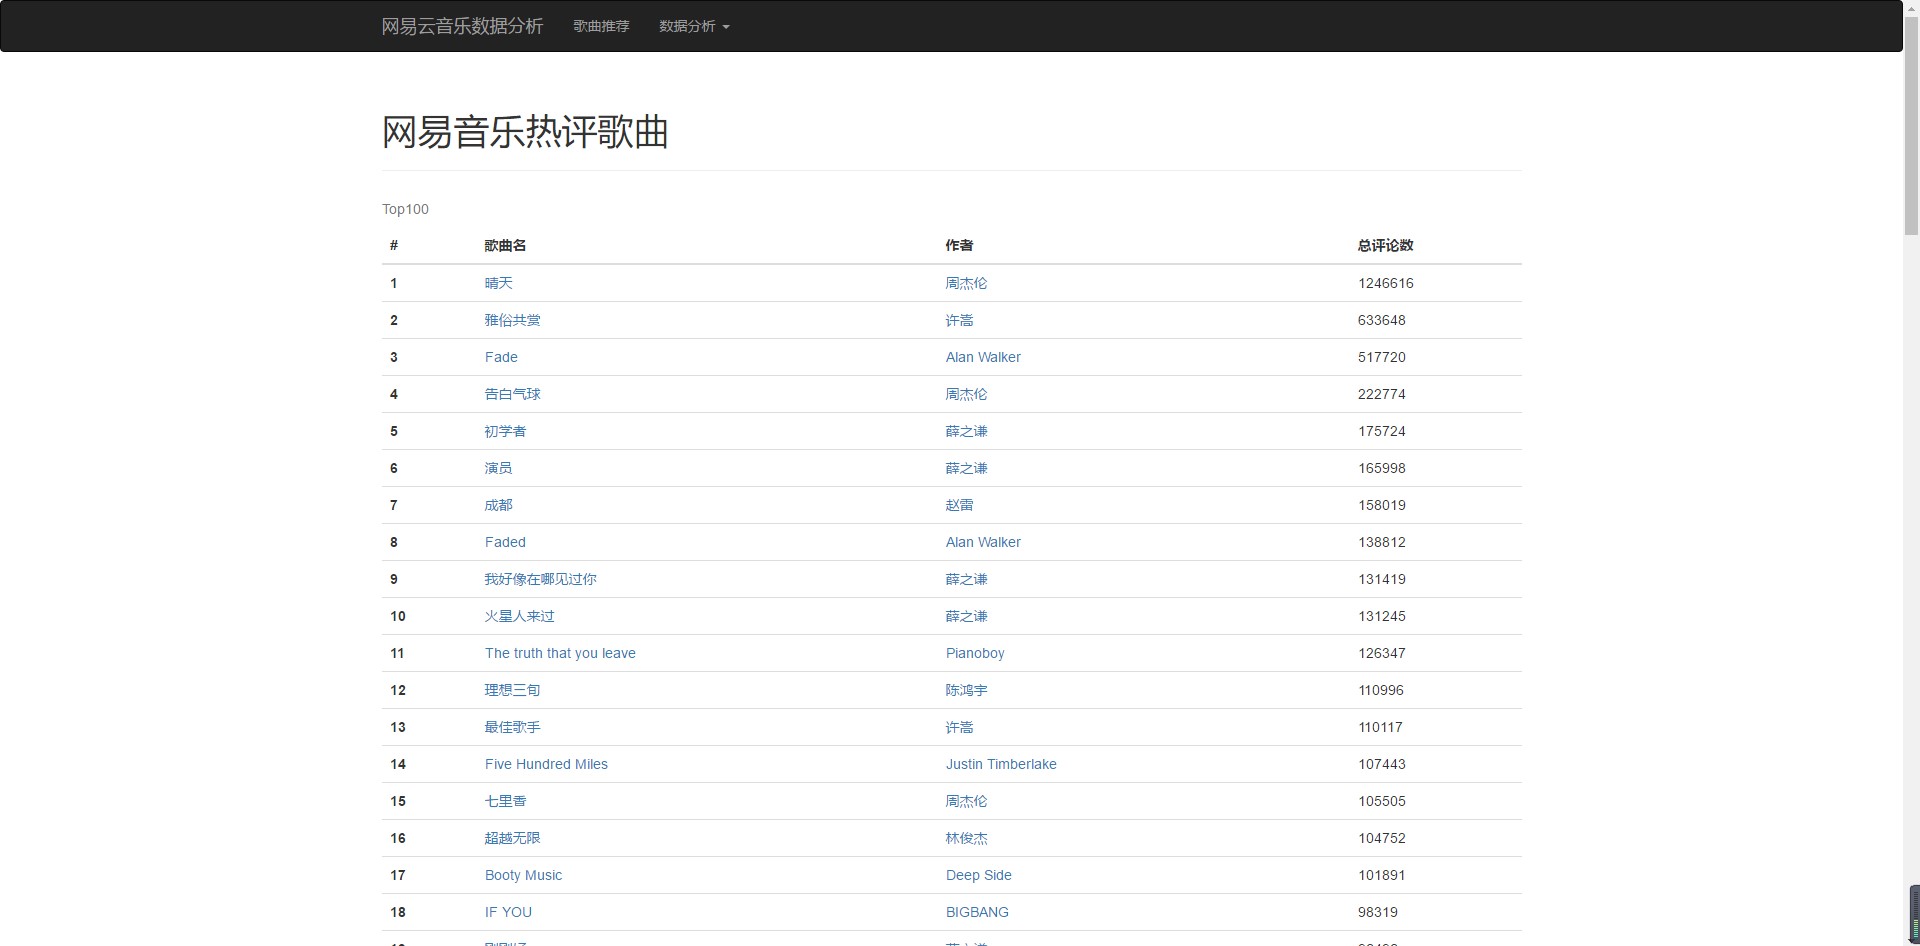 网易云音乐数据分析 歌曲推荐 数据分析
网易音乐热评歌曲
Top100
# 歌曲名 作者 总评论数
1 晴天 周杰伦 1246616
2 雅俗共赏 许嵩 633648
3 Fade Alan Walker 517720
4 告白气球 周杰伦 222774
5 初学者 薛之谦 175724
6 演员 薛之谦 165998
7 成都 赵雷 158019
8 Faded Alan Walker 138812
9 我好像在哪见过你 薛之谦 131419
10 火星人来过 薛之谦 131245
11 The truth that you leave Pianoboy 126347
12 理想三旬 陈鸿宇 110996
13 最佳歌手 许嵩 110117
14 Five Hundred Miles Justin Timberlake 107443
15 七里香 周杰伦 105505
16 超越无限 林俊杰 104752
17 Booty Music Deep Side 101891
18 IF YOU BIGBANG 98319